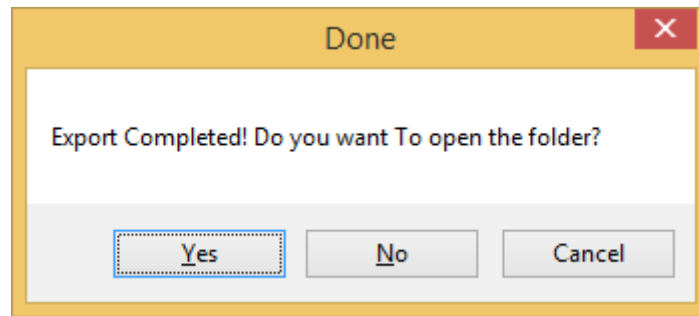 Done
Export Completed! Do you want To open the folder?
Yes No Cancel